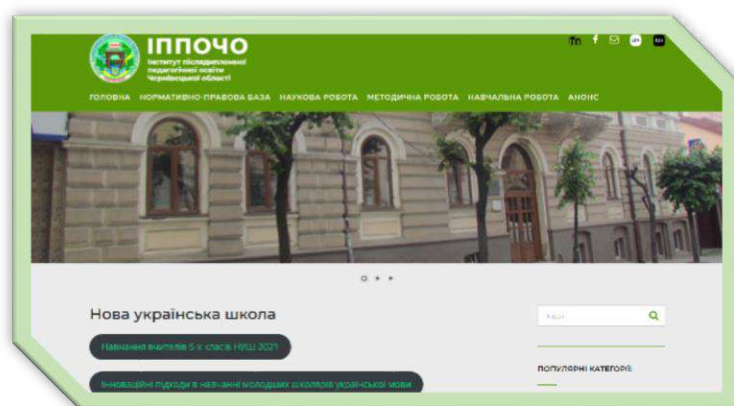 ІППОЧО
Інститут післядипломної
педагогічної освіти
Чернівецької області
ГОЛОВНА НОРМАТИВНО-ПРАВОВА БАЗА НАУКОВА РОБОТА МЕТОДИЧНА РОБОТА НАВЧАЛЬНА РОБОТА АНОНС
Нова українська школа
Навчання вчителів 5-х класів НУШ 2021
ПОПУЛЯРНІ КАТЕГОРІЇ
Інноваційні підходи в навчанні молодших школярів української мови